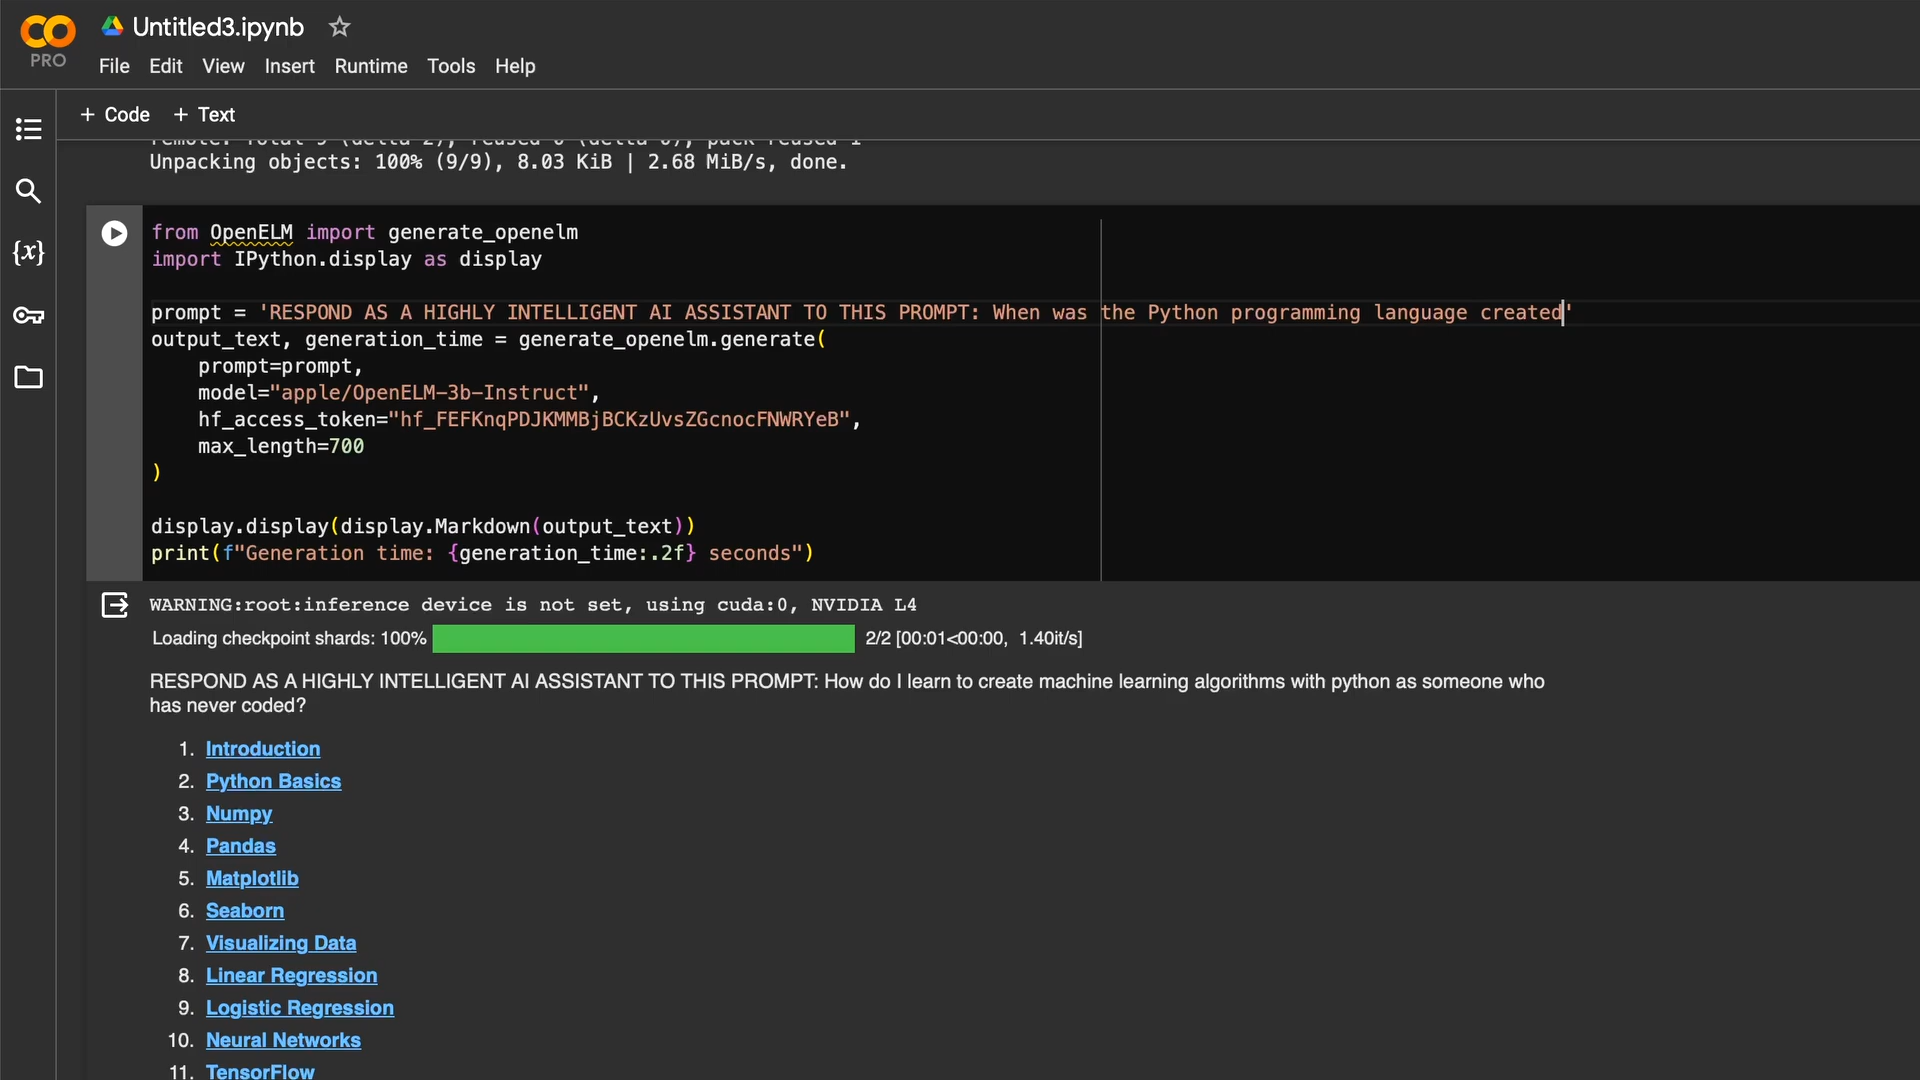 CO
PRO
Untitled3.ipynb
File Edit View Insert Runtime Tools Help
+ Code + Text
Unpacking objects: 100% (9/9), 8.03 KiB | 2.68 MiB/s, done.
{x}
from OpenELM import generate_openelm
import IPython.display as display
prompt = 'RESPOND AS A HIGHLY INTELLIGENT AI ASSISTANT TO THIS PROMPT: When was the Python programming language created'
output_text, generation_time = generate_openelm.generate(
prompt=prompt,
model="apple/OpenELM-3b-Instruct",
hf_access_token="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",
max_length=700
)
display.display(display.Markdown(output_text))
print(f"Generation time: {generation_time:.2f} seconds")
WARNING:root:inference device is not set, using cuda:0, NVIDIA L4
Loading checkpoint shards: 100% 2/2 [00:01<00:00, 1.40it/s]
RESPOND AS A HIGHLY INTELLIGENT AI ASSISTANT TO THIS PROMPT: How do I learn to create machine learning algorithms with python as someone who
has never coded?
1. Introduction
2. Python Basics
3. Numpy
4. Pandas
5. Matplotlib
6. Seaborn
7. Visualizing Data
8. Linear Regression
9. Logistic Regression
10. Neural Networks
11. TensorFlow